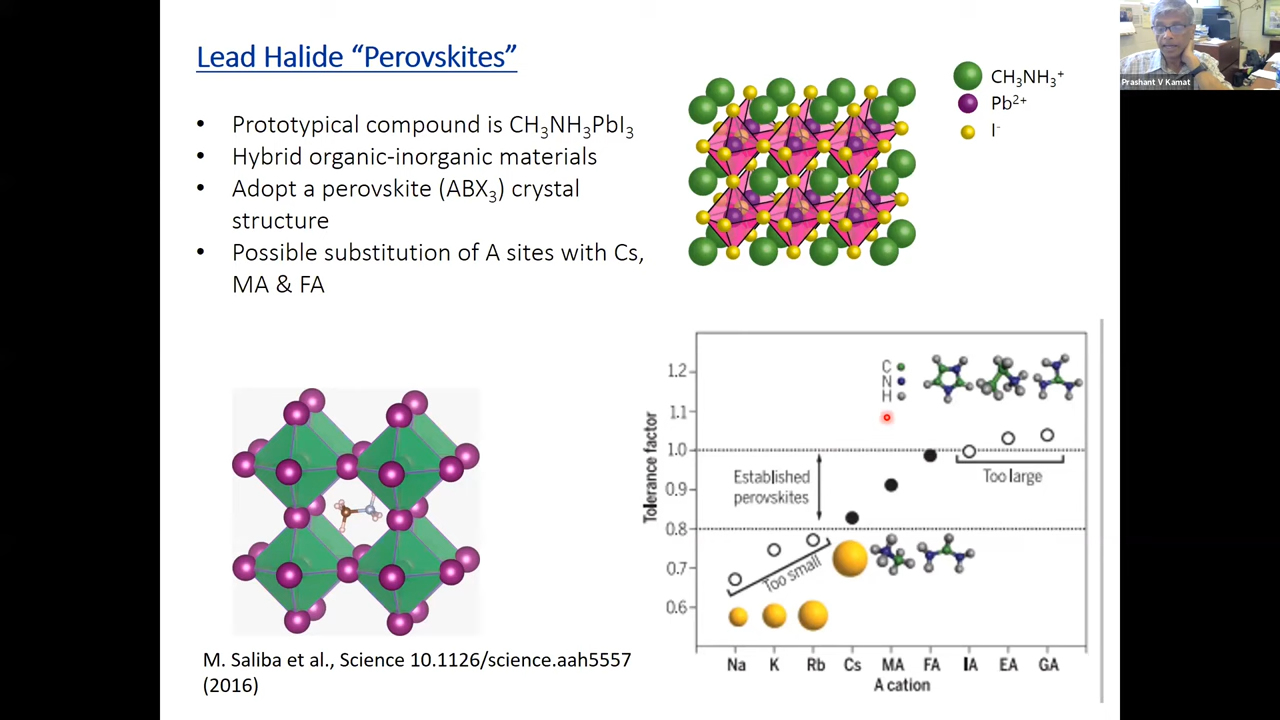 Lead Halide “Perovskites”
• Prototypical compound is CH₃NH₃PbI₃
• Hybrid organic-inorganic materials
• Adopt a perovskite (ABX₃) crystal
structure
• Possible substitution of A sites with Cs,
MA & FA
CH₃NH₃⁺
Pb²⁺
I⁻
Prashant V Kamat
Tolerance factor
1.2
1.1
1.0
0.9
0.8
0.7
0.6
C
N
H
Established
perovskites
Too large
Too small
Na K Rb Cs MA FA IA EA GA
A cation
M. Saliba et al., Science 10.1126/science.aah5557
(2016)